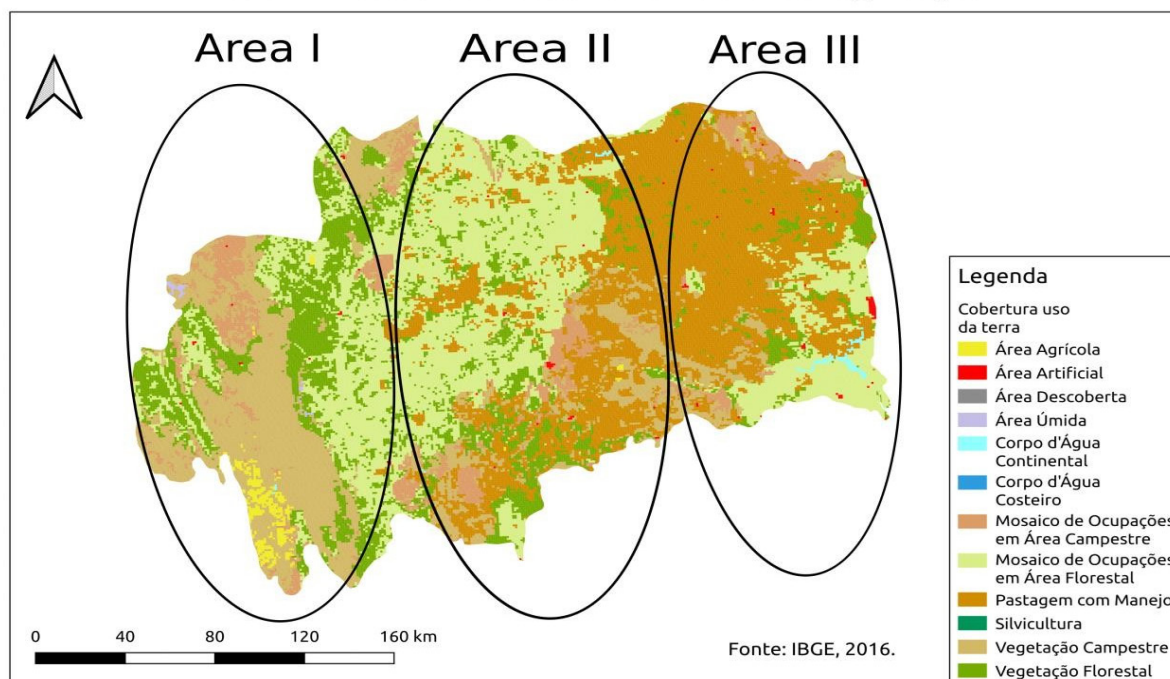 Area I
Area II
Area III
Legenda
Cobertura uso
da terra
Área Agrícola
Área Artificial
Área Descoberta
Área Úmida
Corpo d'Água
Continental
Corpo d'Água
Costeiro
Mosaico de Ocupações
em Área Campestre
Mosaico de Ocupações
em Área Florestal
Pastagem com Manejo
Silvicultura
Vegetação Campestre
Vegetação Florestal
0 40 80 120 160 km
Fonte: IBGE, 2016.